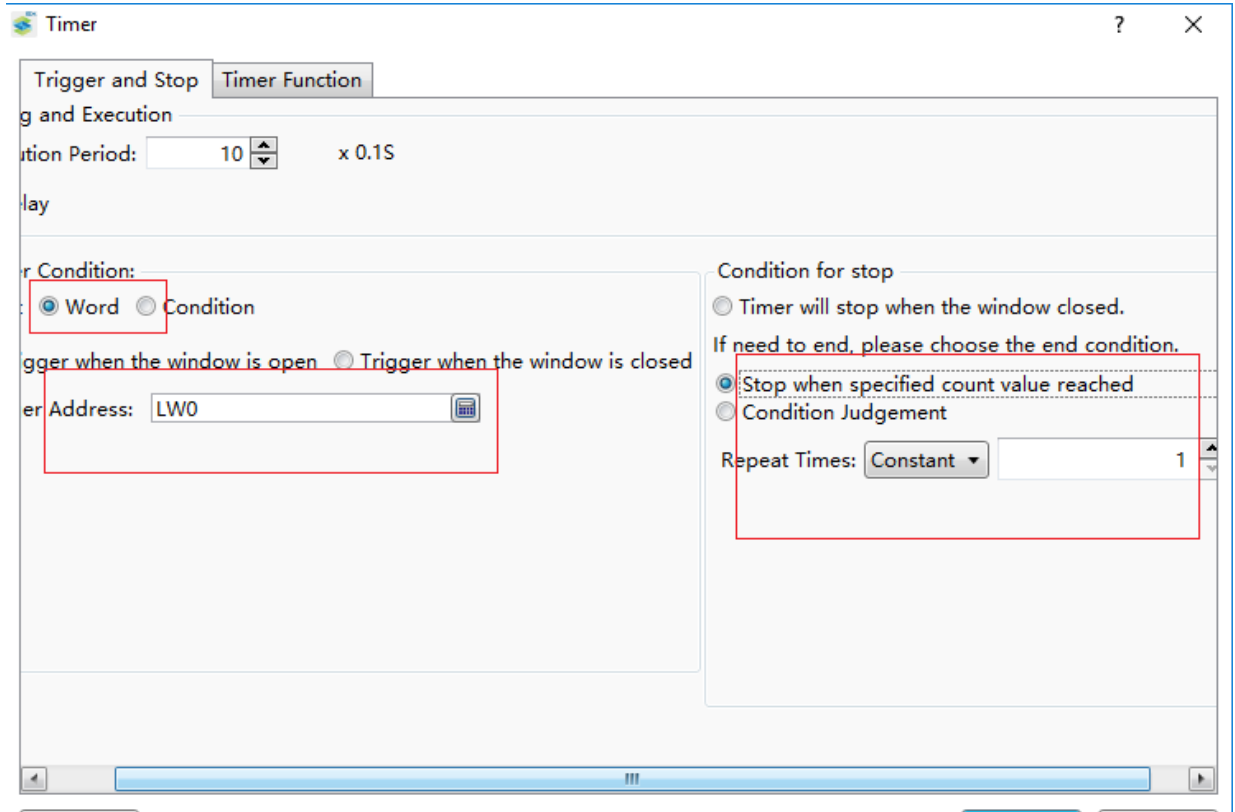 Timer
?
Trigger and Stop Timer Function
g and Execution
ution Period: 10 x 0.1S
lay
r Condition:
: Word Condition
igger when the window is open Trigger when the window is closed
er Address: LW0
Condition for stop
Timer will stop when the window closed.
If need to end, please choose the end condition.
Stop when specified count value reached
Condition Judgement
Repeat Times: Constant 1